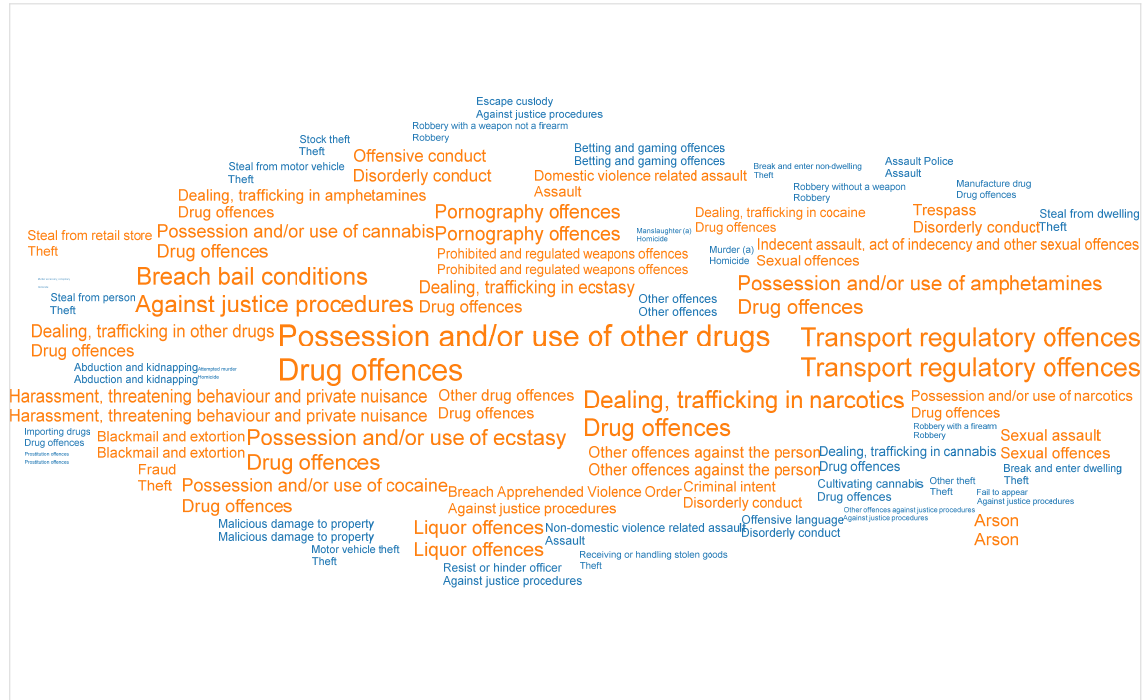 Escape custody
Against justice procedures
Robbery with a weapon not a firearm
Robbery
Stock theft
Theft
Betting and gaming offences
Betting and gaming offences
Offensive conduct
Disorderly conduct
Steal from motor vehicle
Theft
Break and enter non-dwelling
Theft
Assault Police
Assault
Domestic violence related assault
Assault
Robbery without a weapon
Robbery
Manufacture drug
Drug offences
Dealing, trafficking in amphetamines
Drug offences
Pornography offences
Pornography offences
Dealing, trafficking in cocaine
Drug offences
Trespass
Disorderly conduct
Steal from dwelling
Theft
Steal from retail store
Theft
Possession and/or use of cannabis
Drug offences
Manslaughter (a)
Homicide
Murder (a)
Homicide
Indecent assault, act of indecency and other sexual offences
Sexual offences
Prohibited and regulated weapons offences
Prohibited and regulated weapons offences
Breach bail conditions
Against justice procedures
Dealing, trafficking in ecstasy
Drug offences
Possession and/or use of amphetamines
Drug offences
Steal from person
Theft
Other offences
Other offences
Dealing, trafficking in other drugs
Drug offences
Possession and/or use of other drugs
Drug offences
Transport regulatory offences
Transport regulatory offences
Abduction and kidnapping
Abduction and kidnapping
Attempted murder
Homicide
Harassment, threatening behaviour and private nuisance
Harassment, threatening behaviour and private nuisance
Other drug offences
Drug offences
Dealing, trafficking in narcotics
Drug offences
Possession and/or use of narcotics
Drug offences
Importing drugs
Drug offences
Prostitution offences
Prostitution offences
Blackmail and extortion
Blackmail and extortion
Possession and/or use of ecstasy
Drug offences
Robbery with a firearm
Robbery
Sexual assault
Sexual offences
Other offences against the person
Other offences against the person
Dealing, trafficking in cannabis
Drug offences
Fraud
Theft
Break and enter dwelling
Theft
Possession and/or use of cocaine
Drug offences
Breach Apprehended Violence Order
Against justice procedures
Criminal intent
Disorderly conduct
Cultivating cannabis
Drug offences
Other theft
Theft
Fail to appear
Against justice procedures
Other offences against justice procedures
Against justice procedures
Malicious damage to property
Malicious damage to property
Liquor offences
Liquor offences
Non-domestic violence related assault
Assault
Offensive language
Disorderly conduct
Arson
Arson
Motor vehicle theft
Theft
Receiving or handling stolen goods
Theft
Resist or hinder officer
Against justice procedures